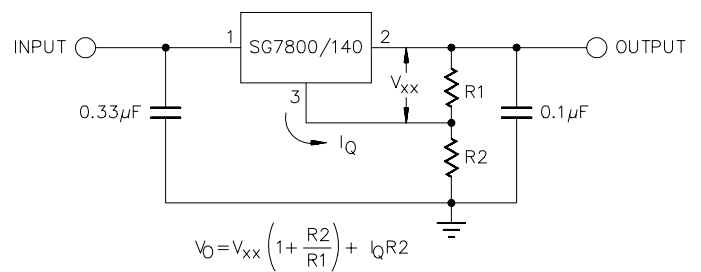 INPUT
1
SG7800/140
2
OUTPUT
3
Vxx
R1
0.33µF
0.1µF
IQ
R2
VO=Vxx(1+R2/R1)+ IQR2